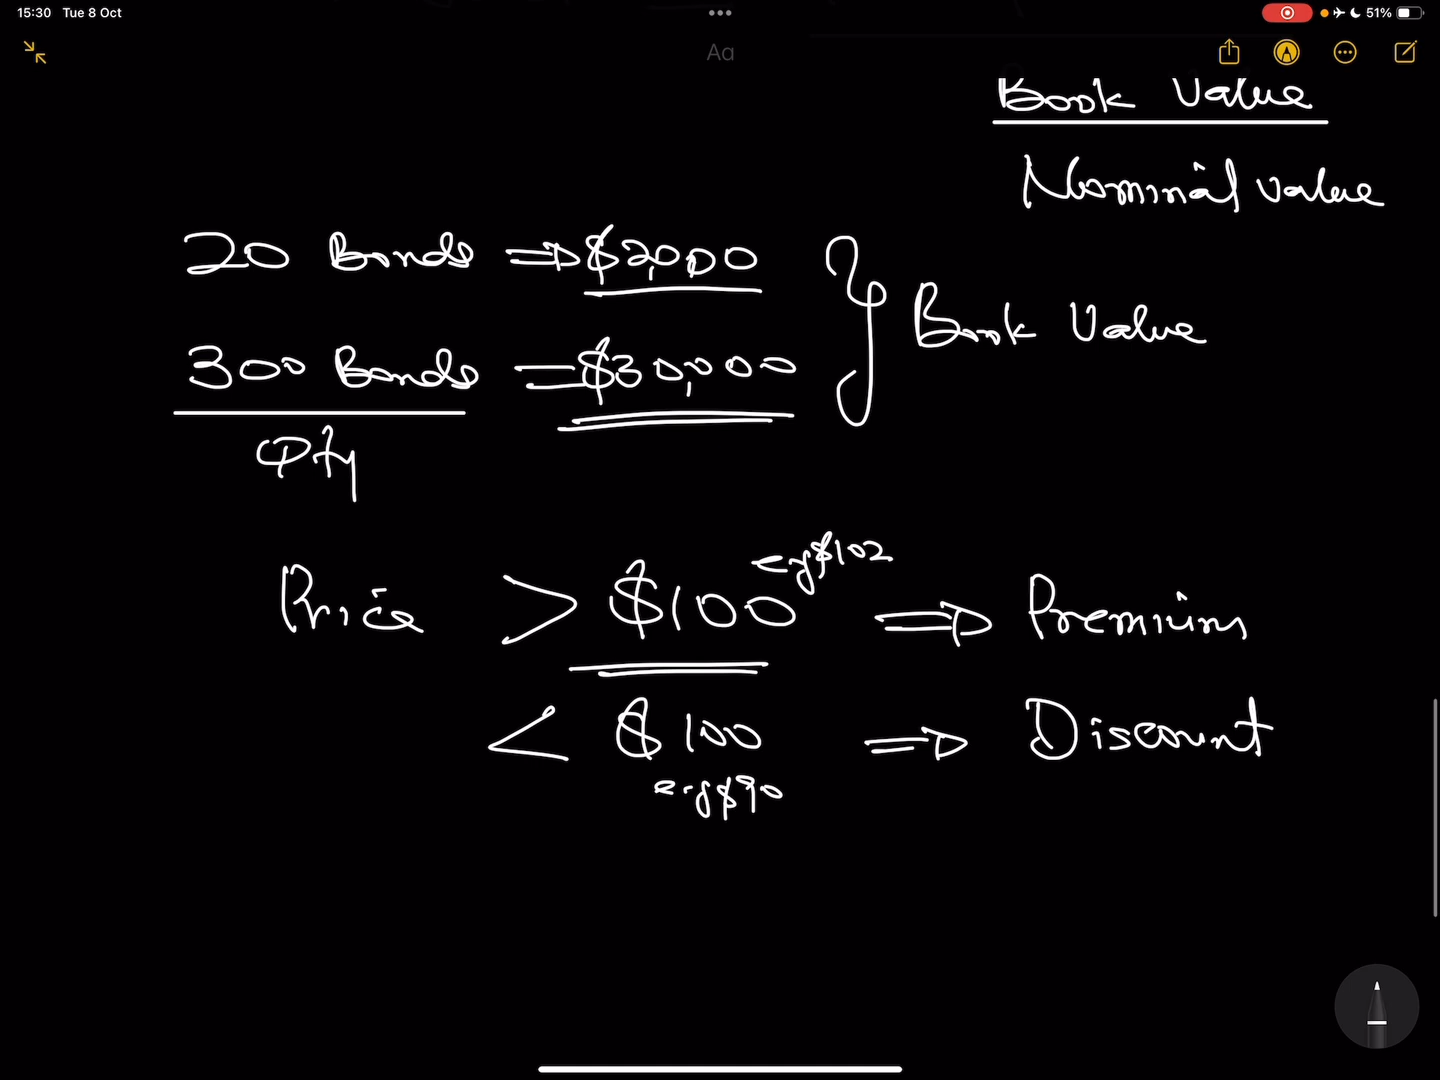 15:30 Tue 8 Oct
51%
Aa
Book Value
Nominal value
20 Bonds ⇒ $2,000
300 Bonds = $30,000
Book Value
Qty
Price > $100 eg $102 ⇒ Premium
< $100 ⇒ Discount
e.g $90